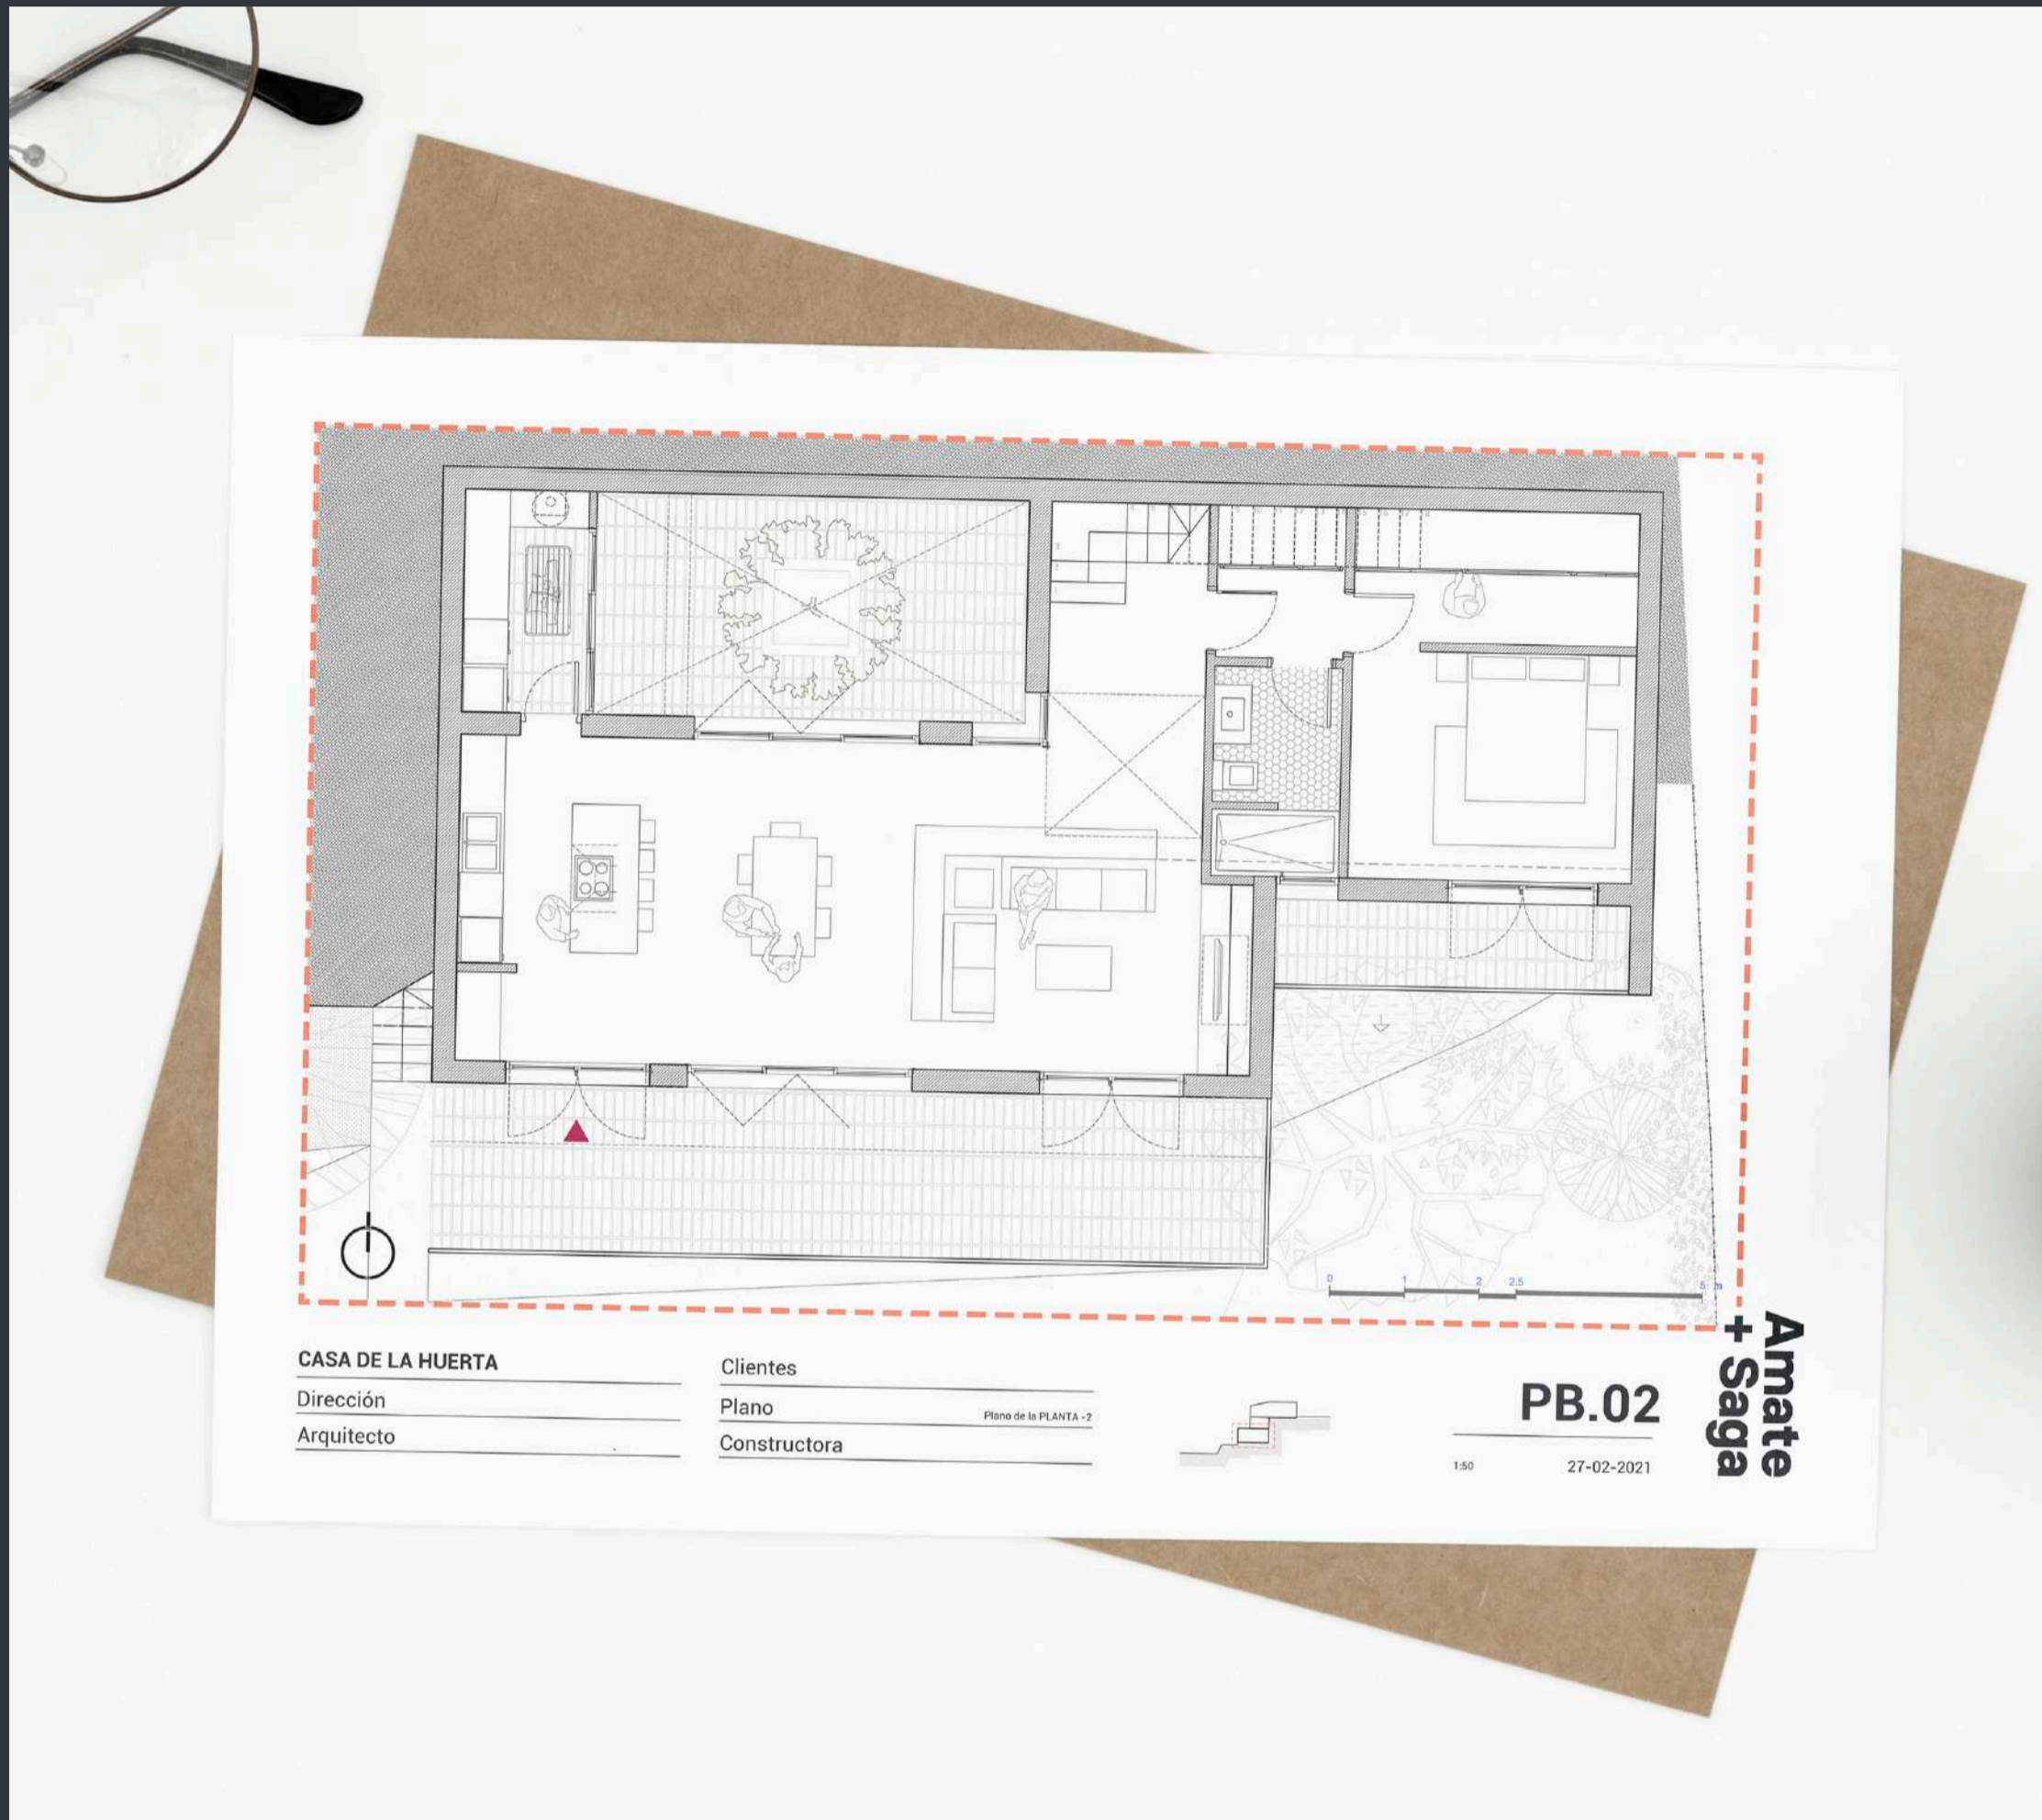 0 1 2 2.5 5 m
CASA DE LA HUERTA
Dirección
Arquitecto
Clientes
Plano
Plano de la PLANTA -2
Constructora
PB.02
1:50
27-02-2021
Amate
+ Saga